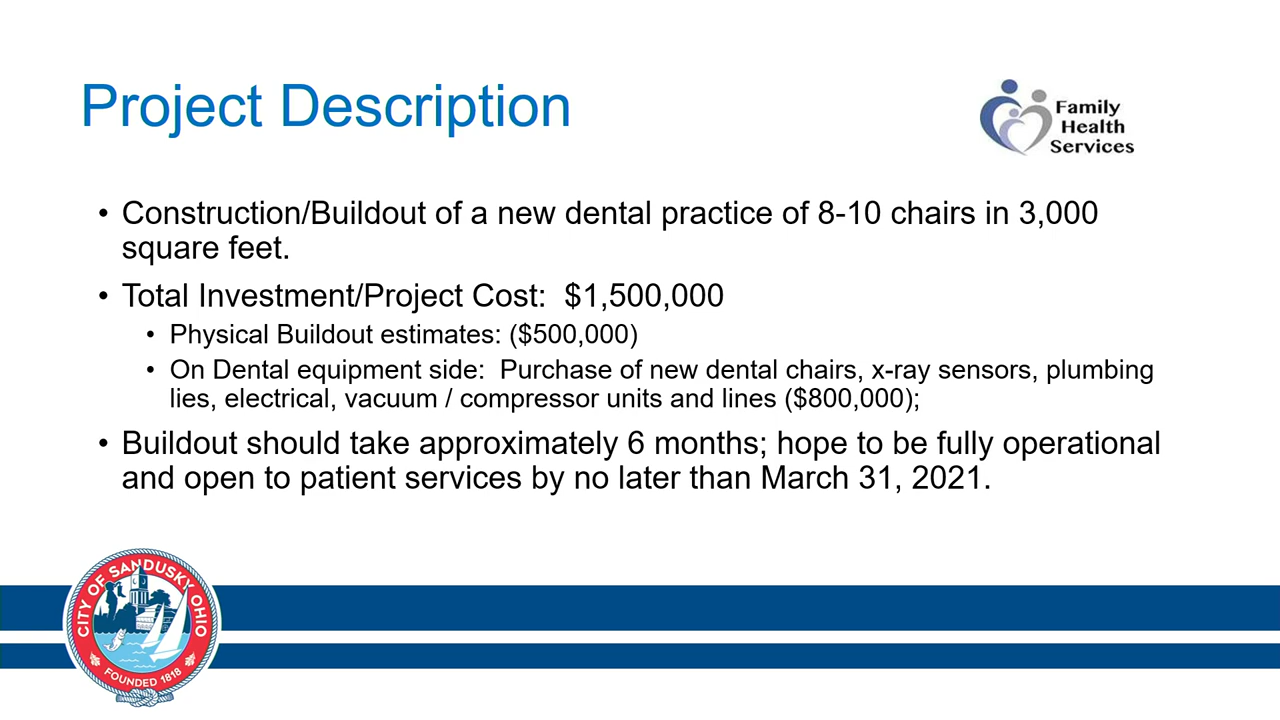 Project Description
Family
Health
Services
• Construction/Buildout of a new dental practice of 8-10 chairs in 3,000
square feet.
• Total Investment/Project Cost:  $1,500,000
• Physical Buildout estimates: ($500,000)
• On Dental equipment side:  Purchase of new dental chairs, x-ray sensors, plumbing
lies, electrical, vacuum / compressor units and lines ($800,000);
• Buildout should take approximately 6 months; hope to be fully operational
and open to patient services by no later than March 31, 2021.
CITY OF SANDUSKY OHIO
FOUNDED 1818